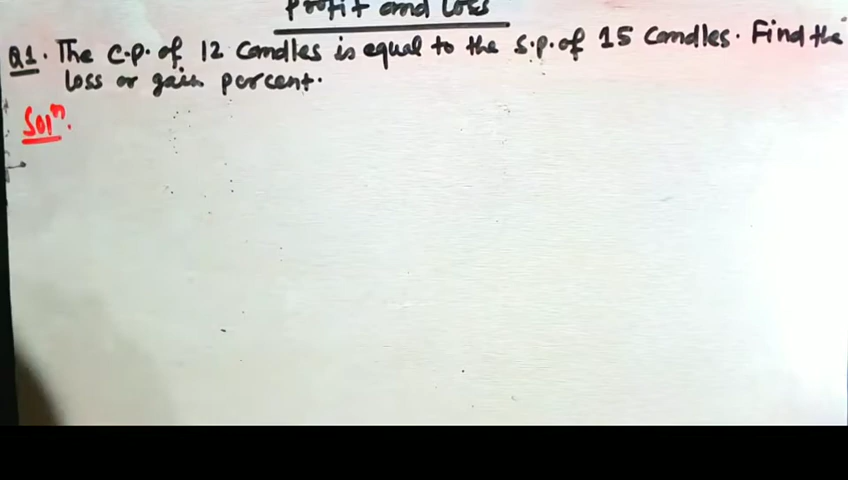 Profit and Loss
Q1. The C.P. of 12 Candles is equal to the S.P. of 15 Candles. Find the
loss or gain percent.
Solⁿ.